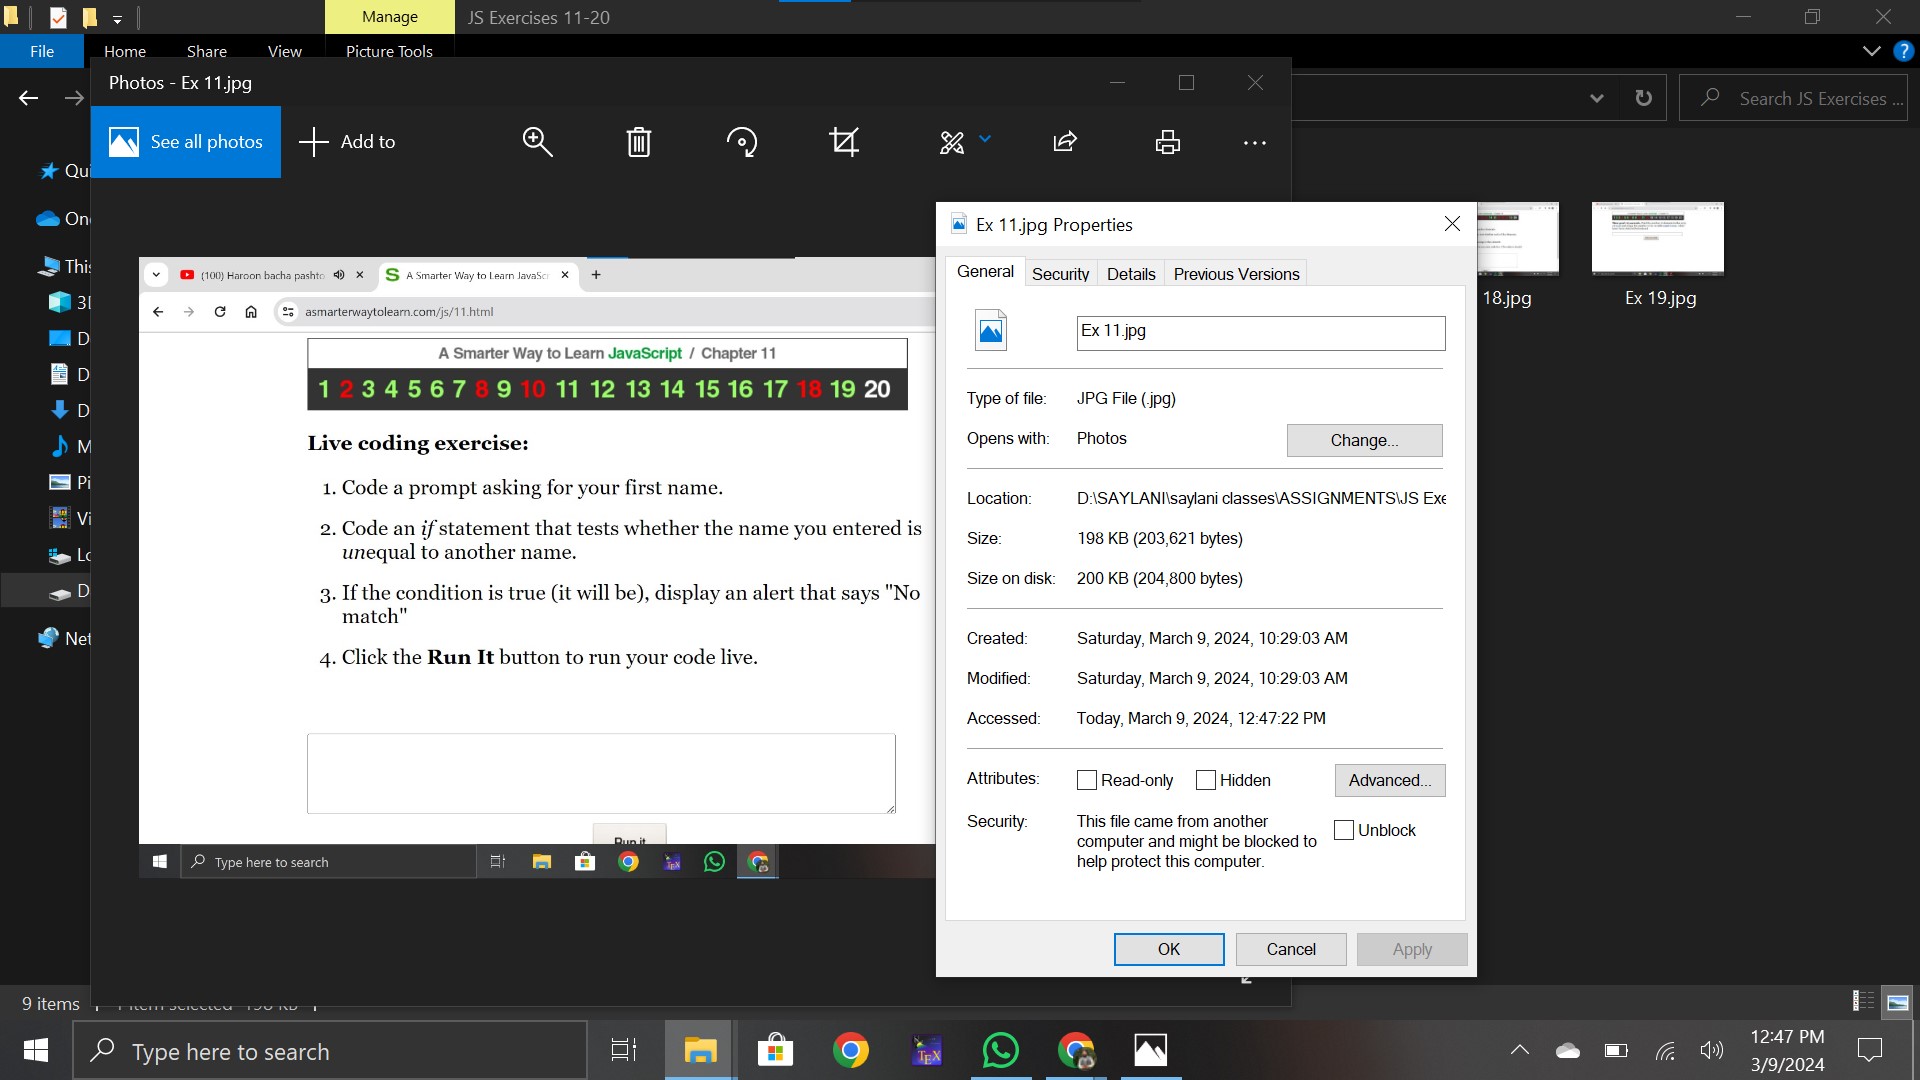 Manage
JS Exercises 11-20
File
Home
Share
View
Picture Tools
?
Photos - Ex 11.jpg
See all photos
Add to
Search JS Exercises ...
Qui
One
This
3D
D
D
D
M
Pi
Vi
Lo
D
Net
18.jpg
Ex 19.jpg
(100) Haroon bacha pashto
A Smarter Way to Learn JavaSc
asmarterwaytolearn.com/js/11.html
A Smarter Way to Learn JavaScript / Chapter 11
1 2 3 4 5 6 7 8 9 10 11 12 13 14 15 16 17 18 19 20
Live coding exercise:
1. Code a prompt asking for your first name.
2. Code an if statement that tests whether the name you entered is
unequal to another name.
3. If the condition is true (it will be), display an alert that says "No
match"
4. Click the Run It button to run your code live.
Run it
Type here to search
TEX
Ex 11.jpg Properties
General
Security
Details
Previous Versions
Ex 11.jpg
Type of file: JPG File (.jpg)
Opens with: Photos
Change...
Location: D:\SAYLANI\saylani classes\ASSIGNMENTS\JS Exe
Size: 198 KB (203,621 bytes)
Size on disk: 200 KB (204,800 bytes)
Created: Saturday, March 9, 2024, 10:29:03 AM
Modified: Saturday, March 9, 2024, 10:29:03 AM
Accessed: Today, March 9, 2024, 12:47:22 PM
Attributes: Read-only Hidden Advanced...
Security: This file came from another
computer and might be blocked to
help protect this computer.
Unblock
OK
Cancel
Apply
9 items
1 item selected 198 KB
Type here to search
TEX
12:47 PM
3/9/2024